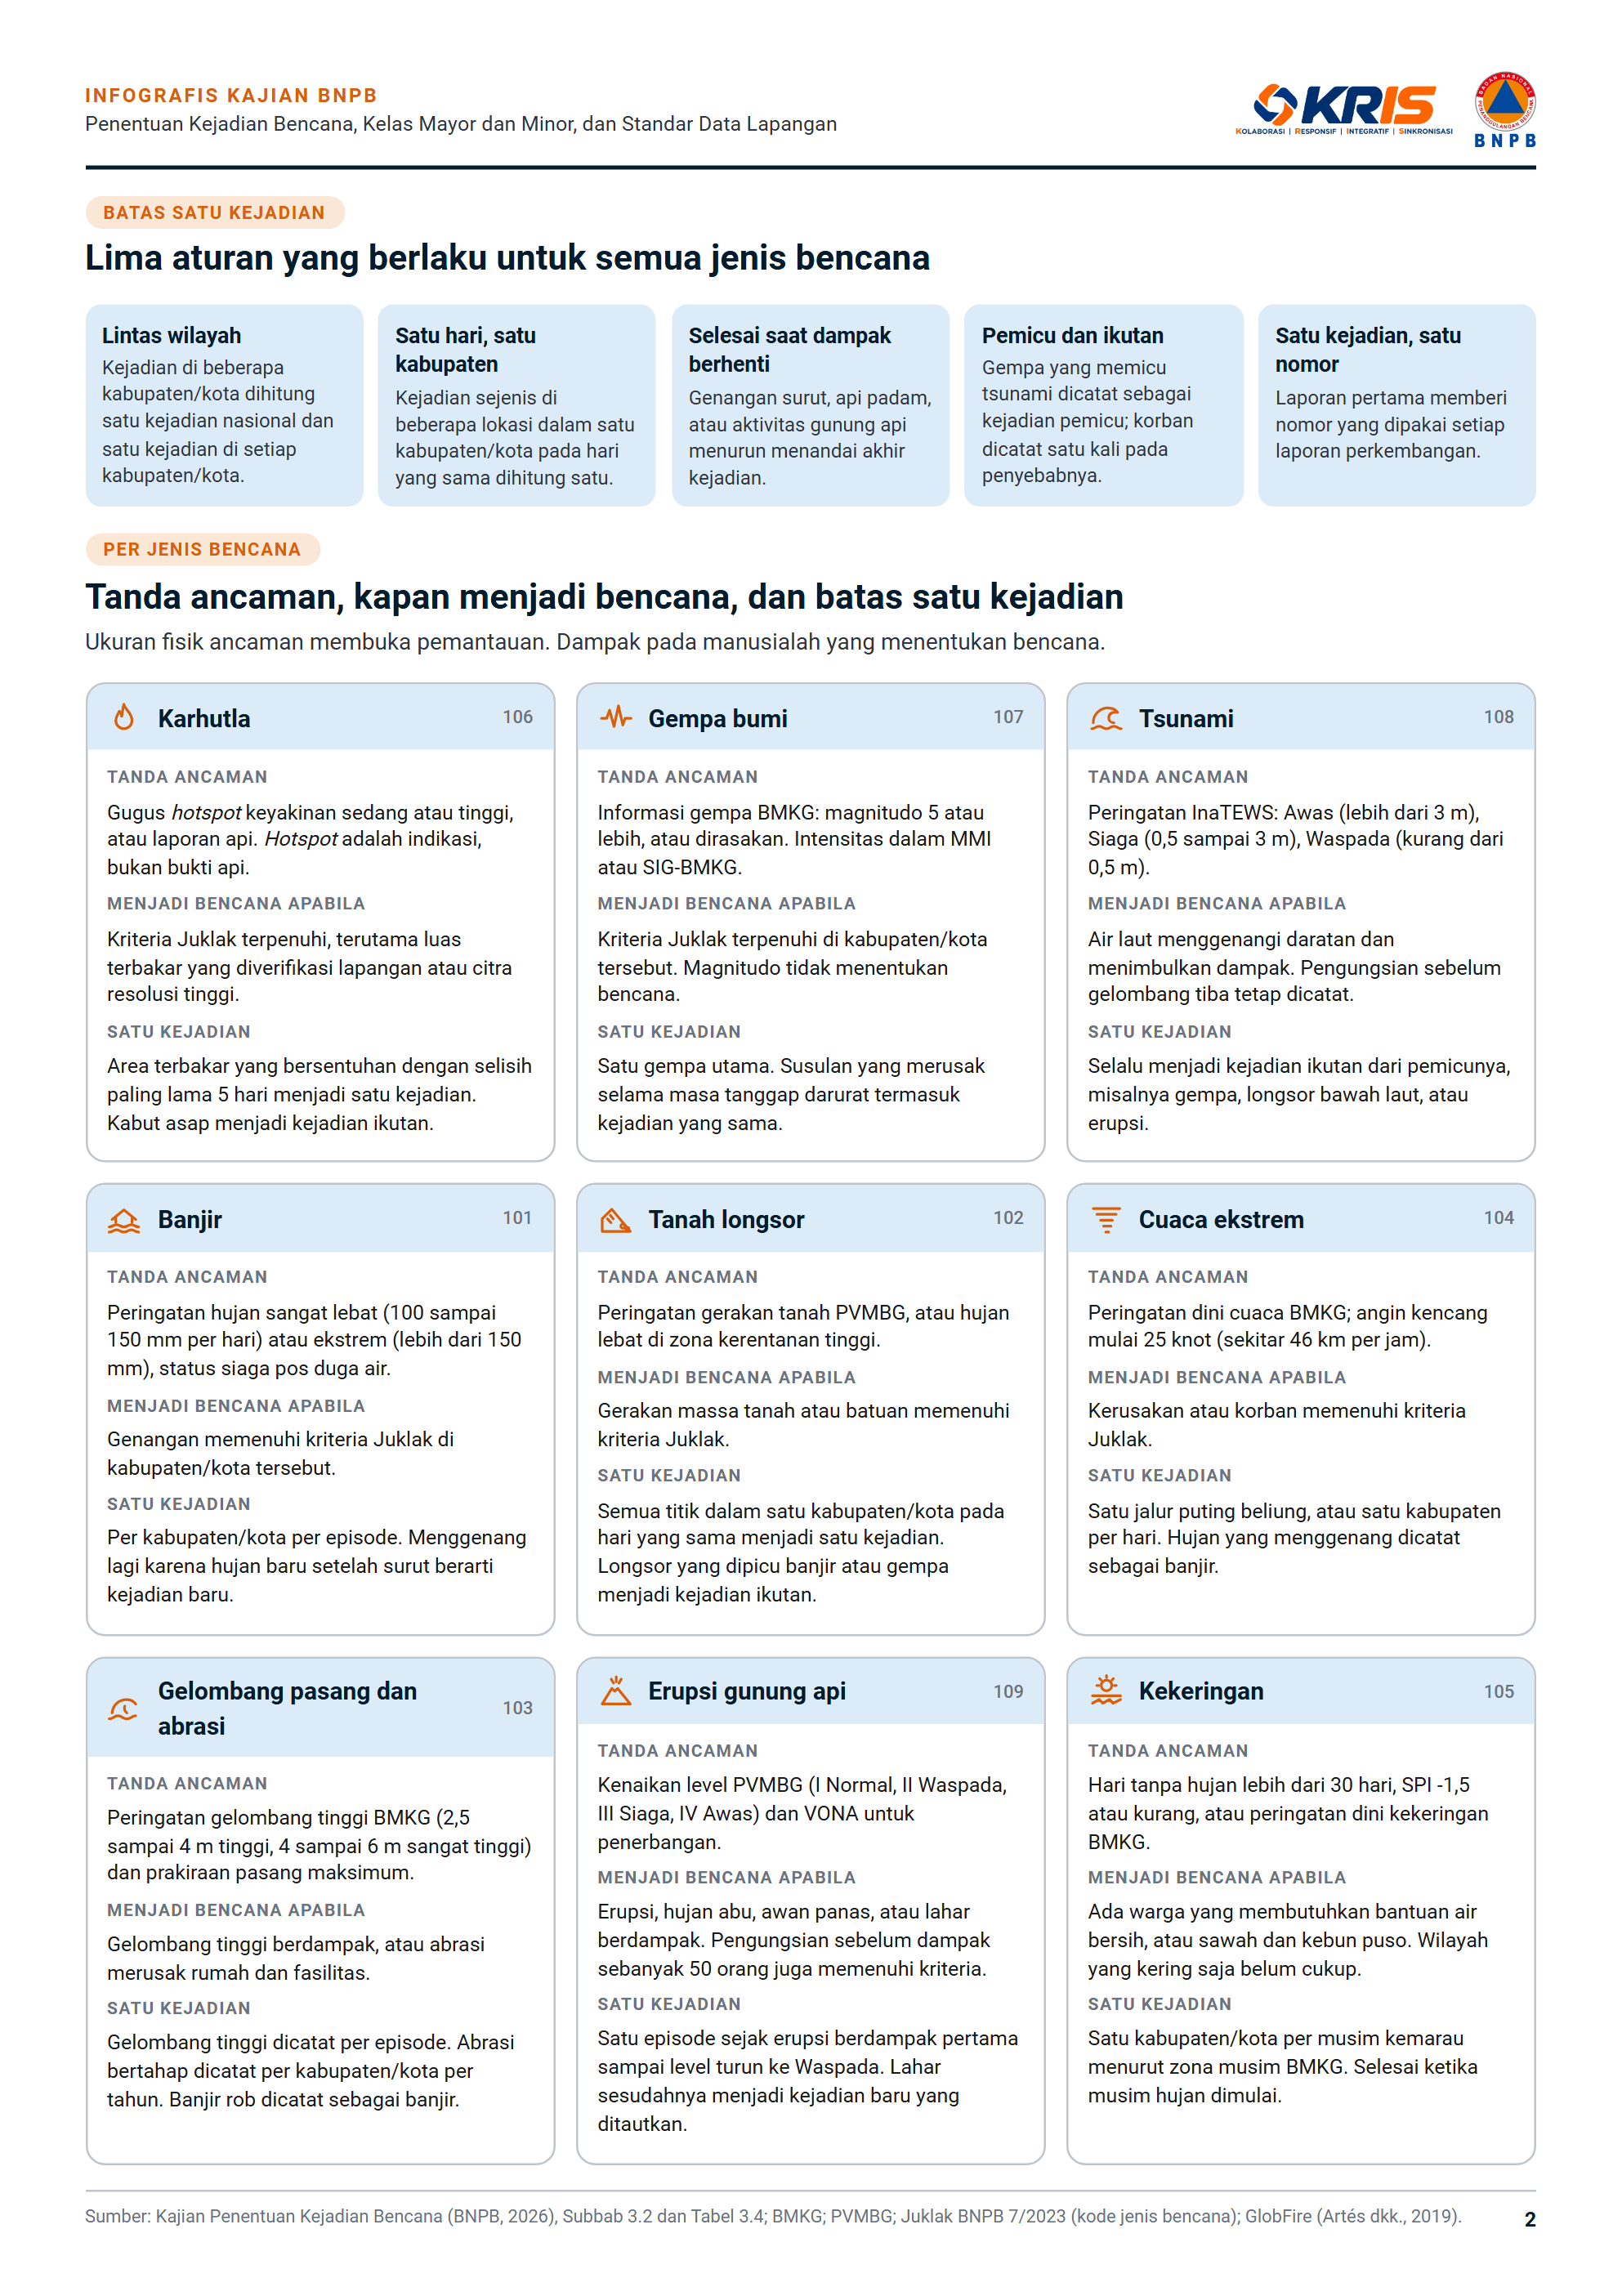 INFOGRAFIS KAJIAN BNPB
Penentuan Kejadian Bencana, Kelas Mayor dan Minor, dan Standar Data Lapangan
KRIS
KOLABORASI | RESPONSIF | INTEGRATIF | SINKRONISASI
BADAN NASIONAL PENANGGULANGAN BENCANA
BNPB
BATAS SATU KEJADIAN
Lima aturan yang berlaku untuk semua jenis bencana
Lintas wilayah
Kejadian di beberapa
kabupaten/kota dihitung
satu kejadian nasional dan
satu kejadian di setiap
kabupaten/kota.
Satu hari, satu
kabupaten
Kejadian sejenis di
beberapa lokasi dalam satu
kabupaten/kota pada hari
yang sama dihitung satu.
Selesai saat dampak
berhenti
Genangan surut, api padam,
atau aktivitas gunung api
menurun menandai akhir
kejadian.
Pemicu dan ikutan
Gempa yang memicu
tsunami dicatat sebagai
kejadian pemicu; korban
dicatat satu kali pada
penyebabnya.
Satu kejadian, satu
nomor
Laporan pertama memberi
nomor yang dipakai setiap
laporan perkembangan.
PER JENIS BENCANA
Tanda ancaman, kapan menjadi bencana, dan batas satu kejadian
Ukuran fisik ancaman membuka pemantauan. Dampak pada manusialah yang menentukan bencana.
Karhutla 106
TANDA ANCAMAN
Gugus hotspot keyakinan sedang atau tinggi,
atau laporan api. Hotspot adalah indikasi,
bukan bukti api.
MENJADI BENCANA APABILA
Kriteria Juklak terpenuhi, terutama luas
terbakar yang diverifikasi lapangan atau citra
resolusi tinggi.
SATU KEJADIAN
Area terbakar yang bersentuhan dengan selisih
paling lama 5 hari menjadi satu kejadian.
Kabut asap menjadi kejadian ikutan.
Gempa bumi 107
TANDA ANCAMAN
Informasi gempa BMKG: magnitudo 5 atau
lebih, atau dirasakan. Intensitas dalam MMI
atau SIG-BMKG.
MENJADI BENCANA APABILA
Kriteria Juklak terpenuhi di kabupaten/kota
tersebut. Magnitudo tidak menentukan
bencana.
SATU KEJADIAN
Satu gempa utama. Susulan yang merusak
selama masa tanggap darurat termasuk
kejadian yang sama.
Tsunami 108
TANDA ANCAMAN
Peringatan InaTEWS: Awas (lebih dari 3 m),
Siaga (0,5 sampai 3 m), Waspada (kurang dari
0,5 m).
MENJADI BENCANA APABILA
Air laut menggenangi daratan dan
menimbulkan dampak. Pengungsian sebelum
gelombang tiba tetap dicatat.
SATU KEJADIAN
Selalu menjadi kejadian ikutan dari pemicunya,
misalnya gempa, longsor bawah laut, atau
erupsi.
Banjir 101
TANDA ANCAMAN
Peringatan hujan sangat lebat (100 sampai
150 mm per hari) atau ekstrem (lebih dari 150
mm), status siaga pos duga air.
MENJADI BENCANA APABILA
Genangan memenuhi kriteria Juklak di
kabupaten/kota tersebut.
SATU KEJADIAN
Per kabupaten/kota per episode. Menggenang
lagi karena hujan baru setelah surut berarti
kejadian baru.
Tanah longsor 102
TANDA ANCAMAN
Peringatan gerakan tanah PVMBG, atau hujan
lebat di zona kerentanan tinggi.
MENJADI BENCANA APABILA
Gerakan massa tanah atau batuan memenuhi
kriteria Juklak.
SATU KEJADIAN
Semua titik dalam satu kabupaten/kota pada
hari yang sama menjadi satu kejadian.
Longsor yang dipicu banjir atau gempa
menjadi kejadian ikutan.
Cuaca ekstrem 104
TANDA ANCAMAN
Peringatan dini cuaca BMKG; angin kencang
mulai 25 knot (sekitar 46 km per jam).
MENJADI BENCANA APABILA
Kerusakan atau korban memenuhi kriteria
Juklak.
SATU KEJADIAN
Satu jalur puting beliung, atau satu kabupaten
per hari. Hujan yang menggenang dicatat
sebagai banjir.
Gelombang pasang dan
abrasi 103
TANDA ANCAMAN
Peringatan gelombang tinggi BMKG (2,5
sampai 4 m tinggi, 4 sampai 6 m sangat tinggi)
dan prakiraan pasang maksimum.
MENJADI BENCANA APABILA
Gelombang tinggi berdampak, atau abrasi
merusak rumah dan fasilitas.
SATU KEJADIAN
Gelombang tinggi dicatat per episode. Abrasi
bertahap dicatat per kabupaten/kota per
tahun. Banjir rob dicatat sebagai banjir.
Erupsi gunung api 109
TANDA ANCAMAN
Kenaikan level PVMBG (I Normal, II Waspada,
III Siaga, IV Awas) dan VONA untuk
penerbangan.
MENJADI BENCANA APABILA
Erupsi, hujan abu, awan panas, atau lahar
berdampak. Pengungsian sebelum dampak
sebanyak 50 orang juga memenuhi kriteria.
SATU KEJADIAN
Satu episode sejak erupsi berdampak pertama
sampai level turun ke Waspada. Lahar
sesudahnya menjadi kejadian baru yang
ditautkan.
Kekeringan 105
TANDA ANCAMAN
Hari tanpa hujan lebih dari 30 hari, SPI -1,5
atau kurang, atau peringatan dini kekeringan
BMKG.
MENJADI BENCANA APABILA
Ada warga yang membutuhkan bantuan air
bersih, atau sawah dan kebun puso. Wilayah
yang kering saja belum cukup.
SATU KEJADIAN
Satu kabupaten/kota per musim kemarau
menurut zona musim BMKG. Selesai ketika
musim hujan dimulai.
Sumber: Kajian Penentuan Kejadian Bencana (BNPB, 2026), Subbab 3.2 dan Tabel 3.4; BMKG; PVMBG; Juklak BNPB 7/2023 (kode jenis bencana); GlobFire (Artés dkk., 2019). 2